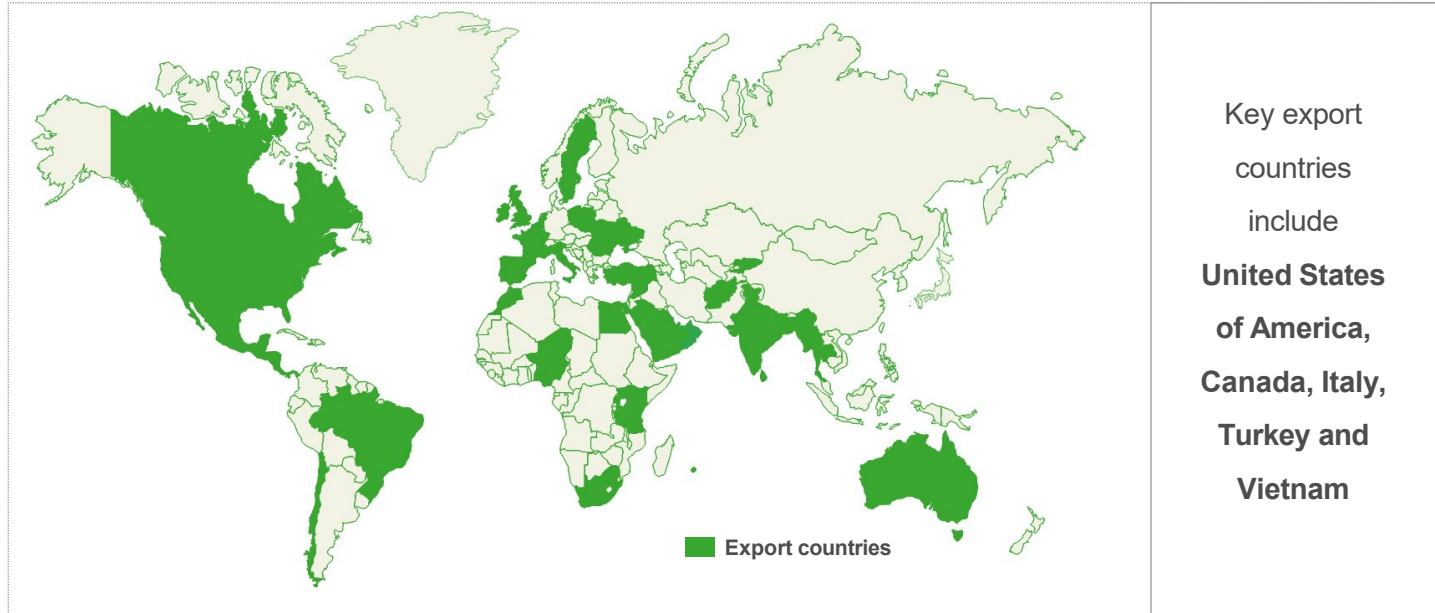 Key export
countries
include
United States
of America,
Canada, Italy,
Turkey and
Vietnam
Export countries